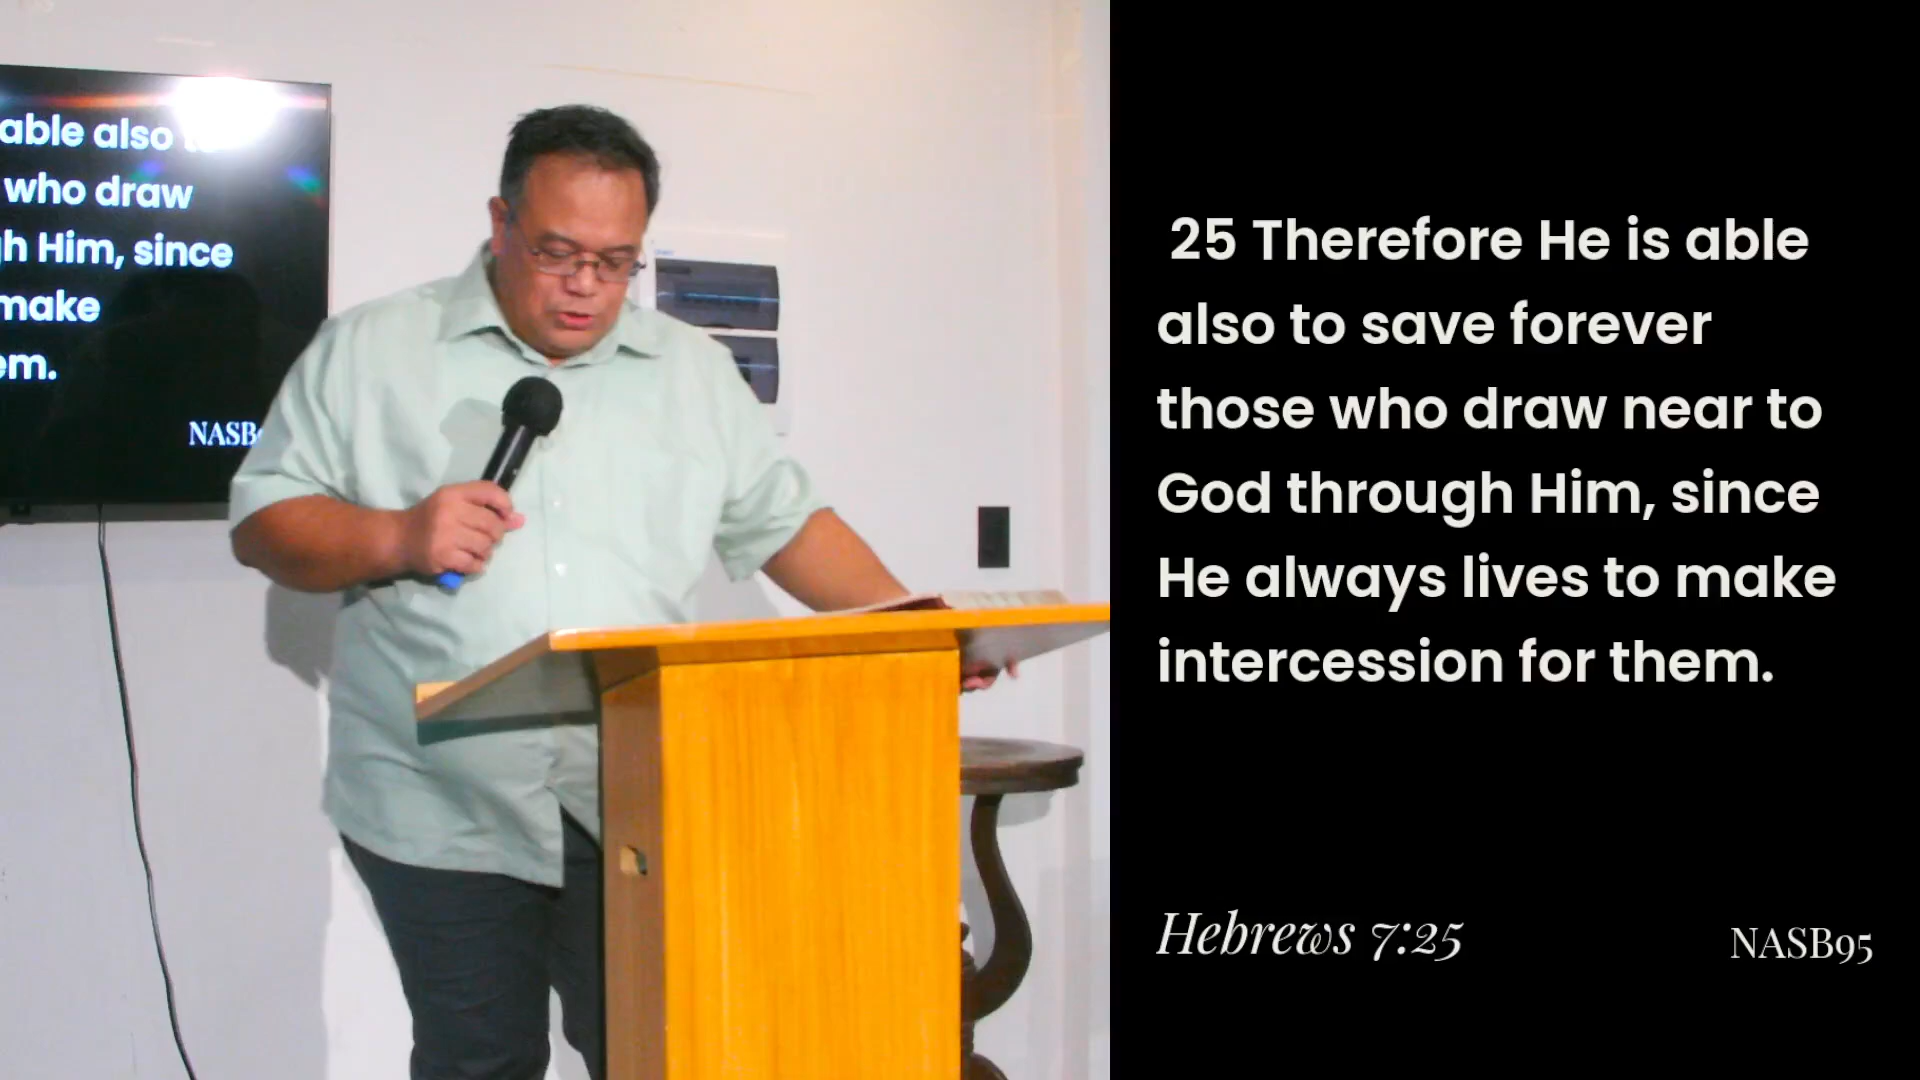 able also
who draw
gh Him, since
make
em.
NASB
25 Therefore He is able
also to save forever
those who draw near to
God through Him, since
He always lives to make
intercession for them.
Hebrews 7:25
NASB95